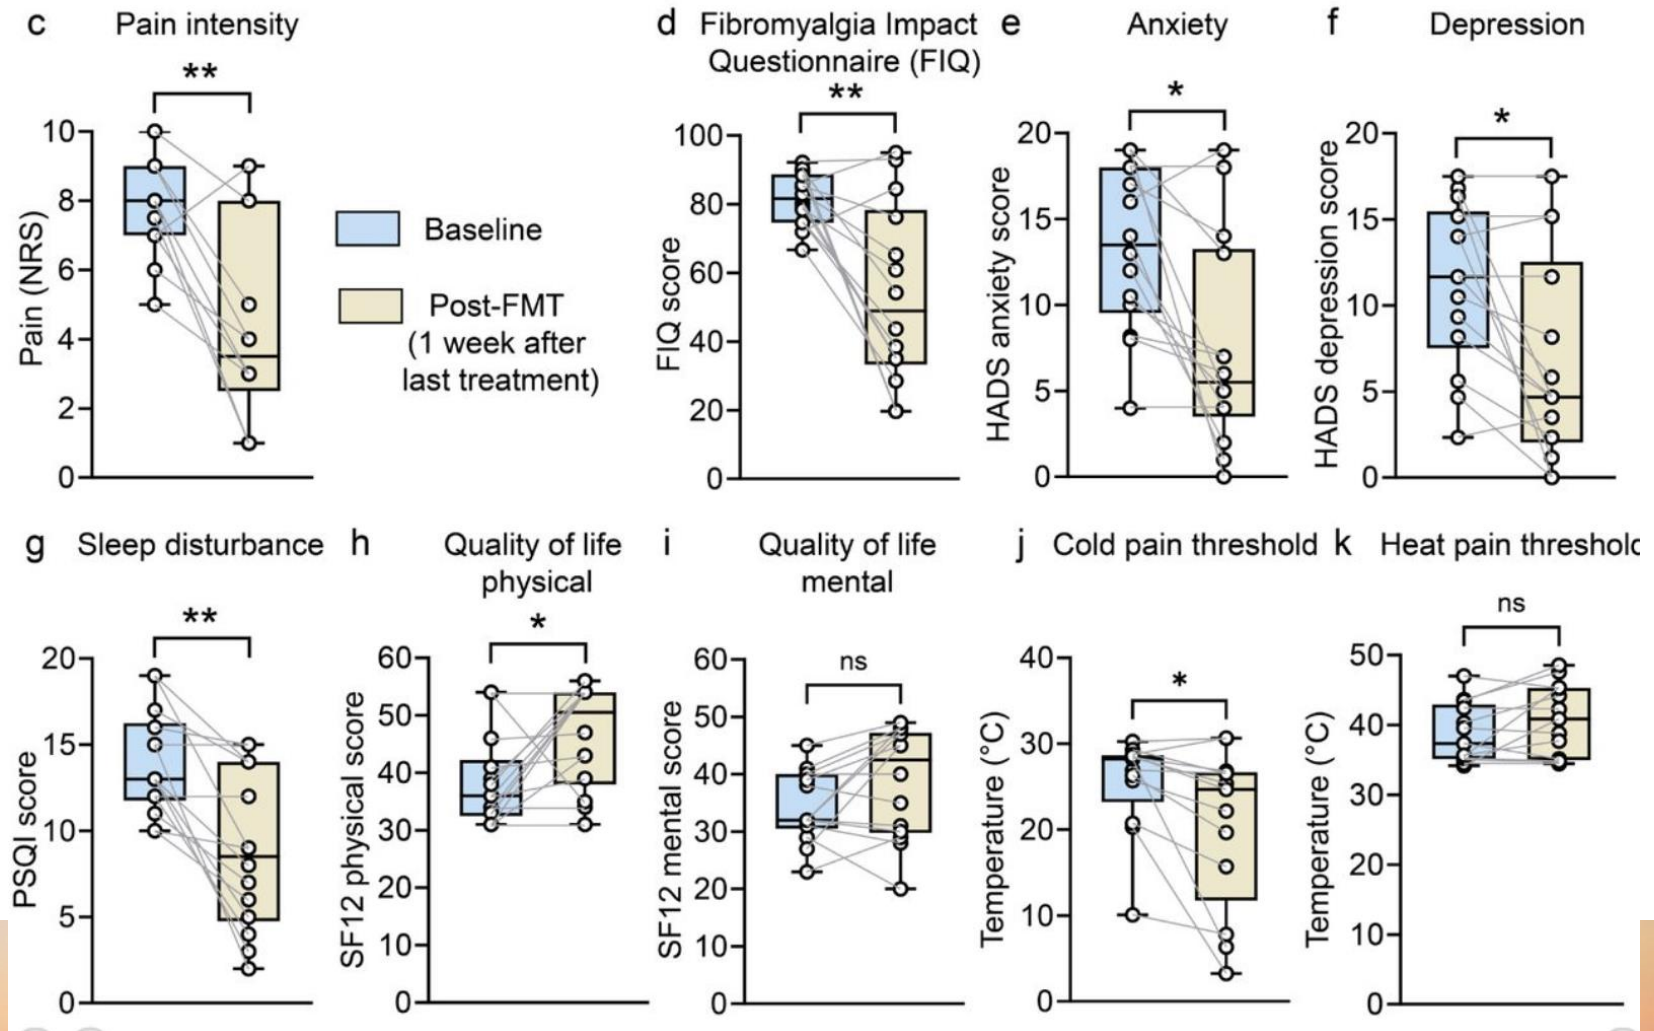 c Pain intensity
**
10
8
6
4
2
0
Pain (NRS)
Baseline
Post-FMT
(1 week after
last treatment)
d Fibromyalgia Impact
Questionnaire (FIQ)
**
100
80
60
40
20
0
FIQ score
e Anxiety
*
20
15
10
5
0
HADS anxiety score
f Depression
*
20
15
10
5
0
HADS depression score
g Sleep disturbance
**
20
15
10
5
0
PSQI score
h Quality of life
physical
*
60
50
40
30
20
10
0
SF12 physical score
i Quality of life
mental
ns
60
50
40
30
20
10
0
SF12 mental score
j Cold pain threshold
*
40
30
20
10
0
Temperature (°C)
k Heat pain threshold
ns
50
40
30
20
10
0
Temperature (°C)